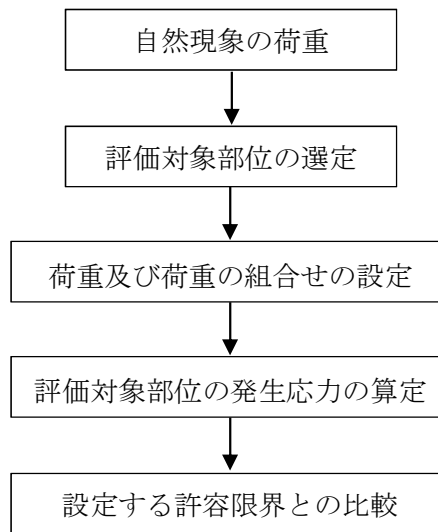 自然現象の荷重
評価対象部位の選定
荷重及び荷重の組合せの設定
評価対象部位の発生応力の算定
設定する許容限界との比較